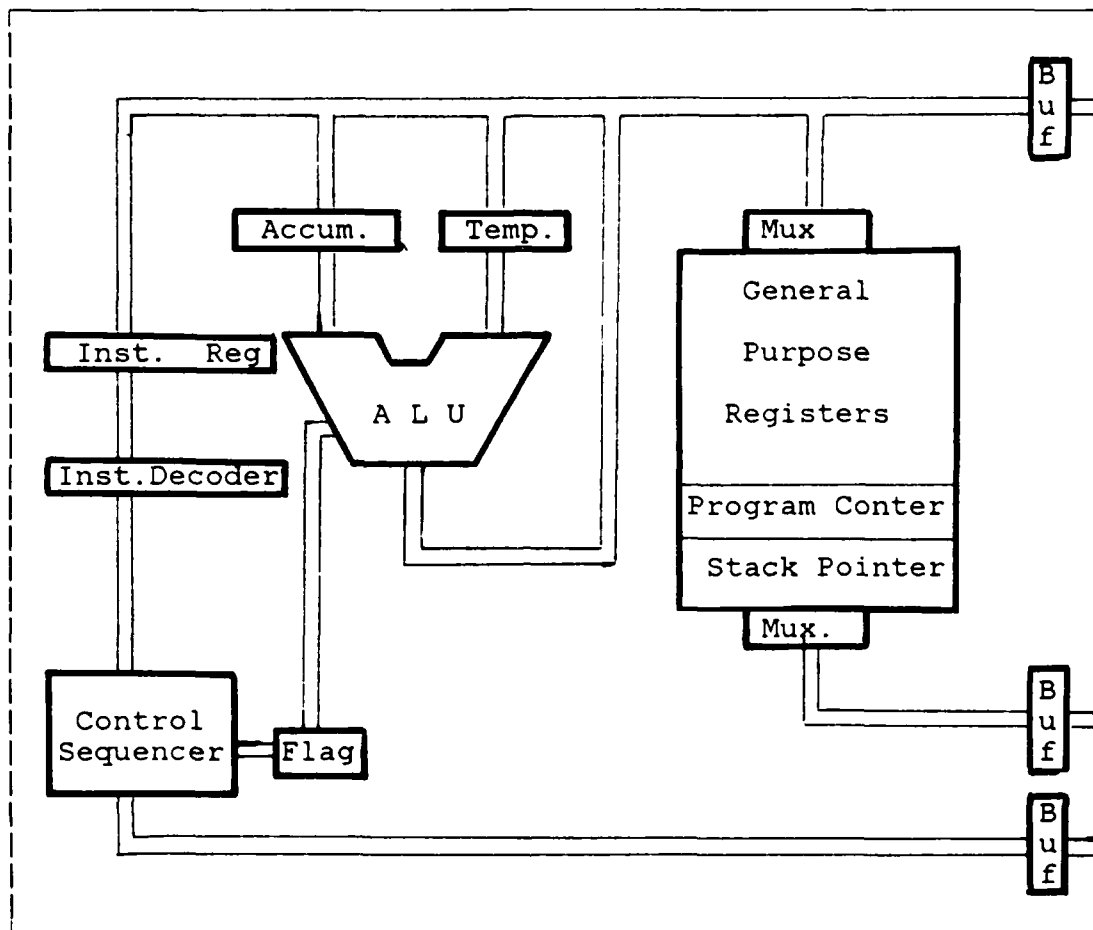 B
u
f
Accum.
Temp.
Mux
General
Purpose
Registers
Inst. Reg
A L U
Inst.Decoder
Program Conter
Stack Pointer
Mux.
Control
Sequencer
Flag
B
u
f
B
u
f